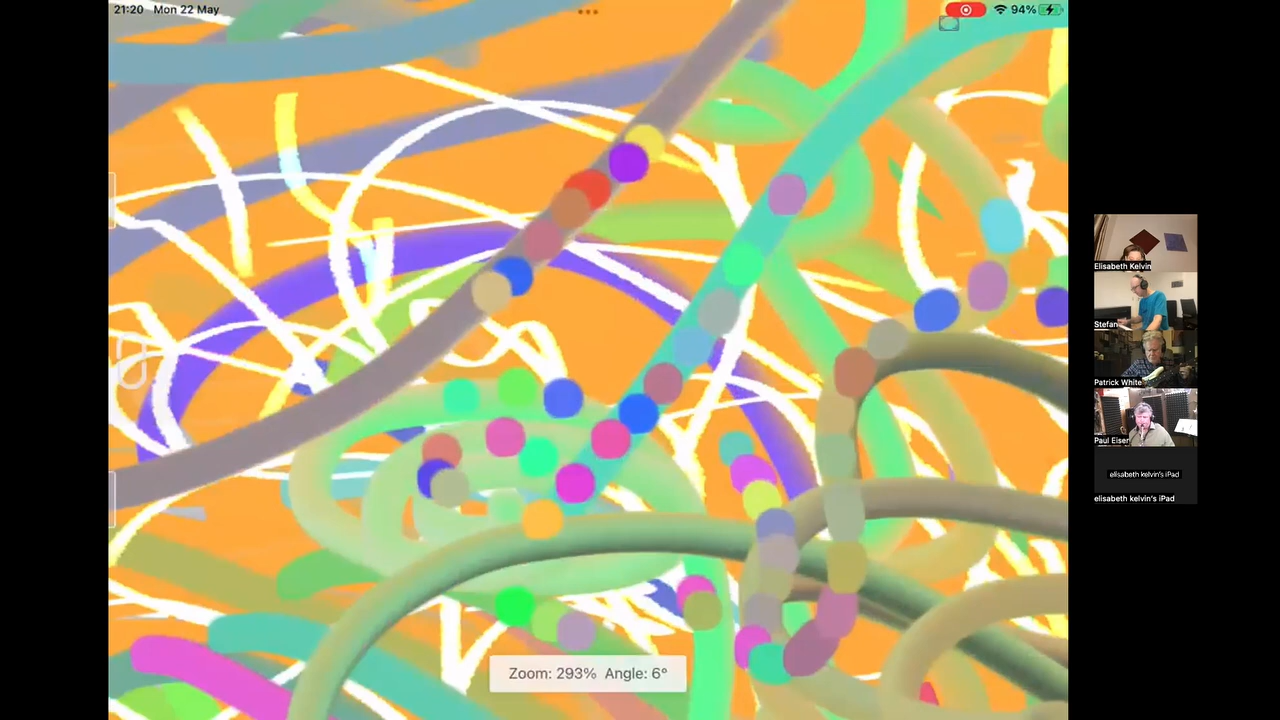 21:20 Mon 22 May
94%
Elisabeth Kelvin
Stefan
Patrick White
Paul Eisen
elisabeth kelvin's iPad
elisabeth kelvin's iPad
Zoom: 293% Angle: 6°